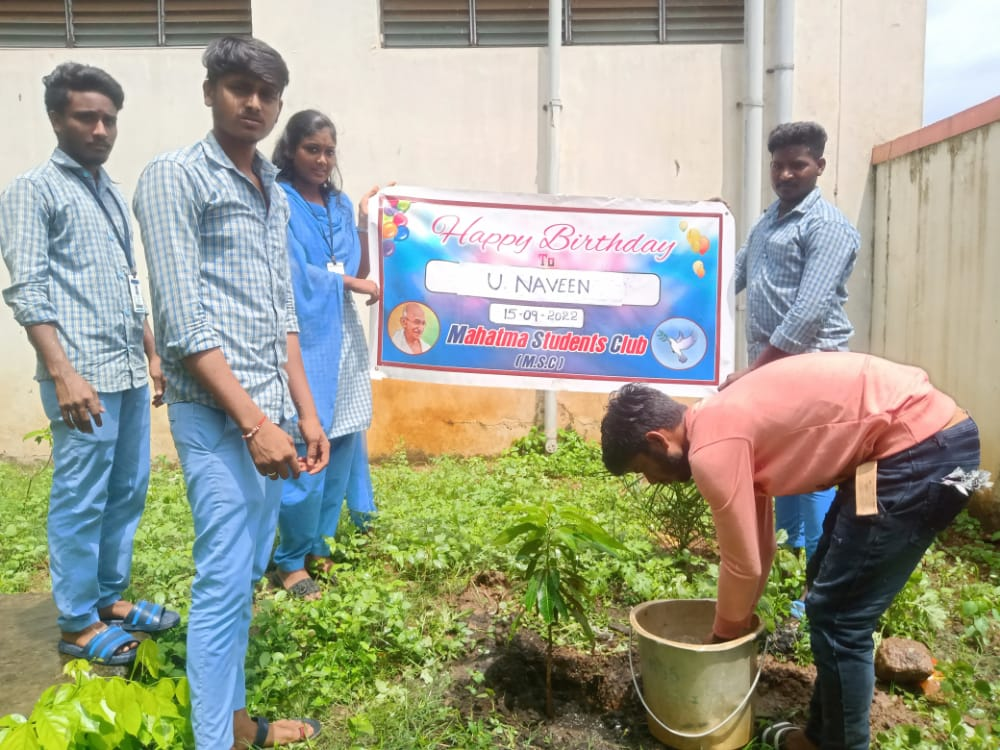 Happy Birthday
To
U. NAVEEN
15-09-2022
Mahatma Students Club
(M.S.C)